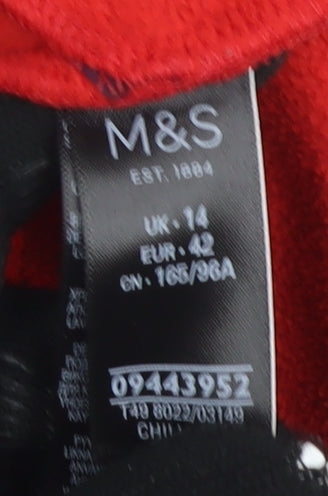 M&S
EST. 1884
UK · 14
EUR · 42
CN · 165/96A
09443952
T49 8022/03149